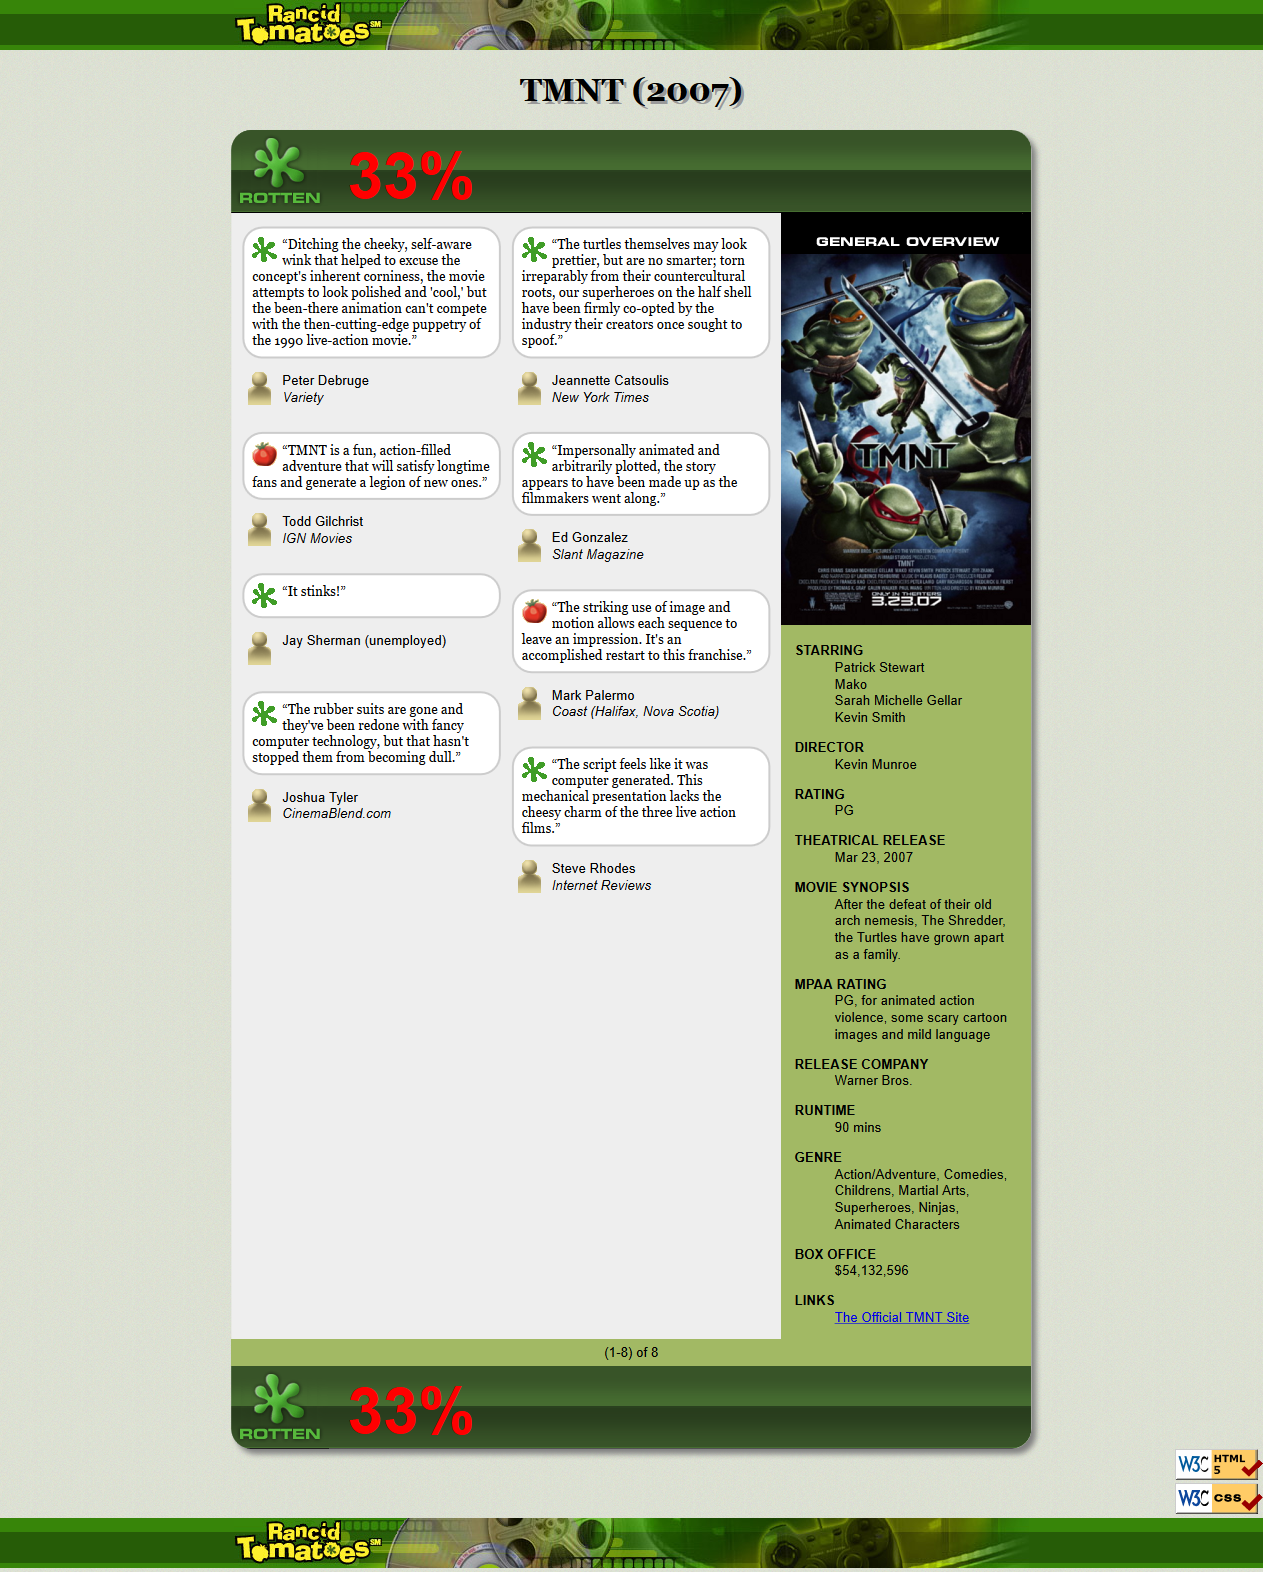 Rancid
TomatoesSM
TMNT (2007)
ROTTEN
33%
“Ditching the cheeky, self-aware
wink that helped to excuse the
concept's inherent corniness, the movie
attempts to look polished and 'cool,' but
the been-there animation can't compete
with the then-cutting-edge puppetry of
the 1990 live-action movie.”
Peter Debruge
Variety
“TMNT is a fun, action-filled
adventure that will satisfy longtime
fans and generate a legion of new ones.”
Todd Gilchrist
IGN Movies
“It stinks!”
Jay Sherman (unemployed)
“The rubber suits are gone and
they've been redone with fancy
computer technology, but that hasn't
stopped them from becoming dull.”
Joshua Tyler
CinemaBlend.com
“The turtles themselves may look
prettier, but are no smarter; torn
irreparably from their countercultural
roots, our superheroes on the half shell
have been firmly co-opted by the
industry their creators once sought to
spoof.”
Jeannette Catsoulis
New York Times
“Impersonally animated and
arbitrarily plotted, the story
appears to have been made up as the
filmmakers went along.”
Ed Gonzalez
Slant Magazine
“The striking use of image and
motion allows each sequence to
leave an impression. It's an
accomplished restart to this franchise.”
Mark Palermo
Coast (Halifax, Nova Scotia)
“The script feels like it was
computer generated. This
mechanical presentation lacks the
cheesy charm of the three live action
films.”
Steve Rhodes
Internet Reviews
GENERAL OVERVIEW
TMNT
TMNT
ONLY IN THEATERS
3.23.07
STARRING
Patrick Stewart
Mako
Sarah Michelle Gellar
Kevin Smith
DIRECTOR
Kevin Munroe
RATING
PG
THEATRICAL RELEASE
Mar 23, 2007
MOVIE SYNOPSIS
After the defeat of their old
arch nemesis, The Shredder,
the Turtles have grown apart
as a family.
MPAA RATING
PG, for animated action
violence, some scary cartoon
images and mild language
RELEASE COMPANY
Warner Bros.
RUNTIME
90 mins
GENRE
Action/Adventure, Comedies,
Childrens, Martial Arts,
Superheroes, Ninjas,
Animated Characters
BOX OFFICE
$54,132,596
LINKS
The Official TMNT Site
(1-8) of 8
ROTTEN
33%
W3C HTML 5
W3C CSS
Rancid
TomatoesSM